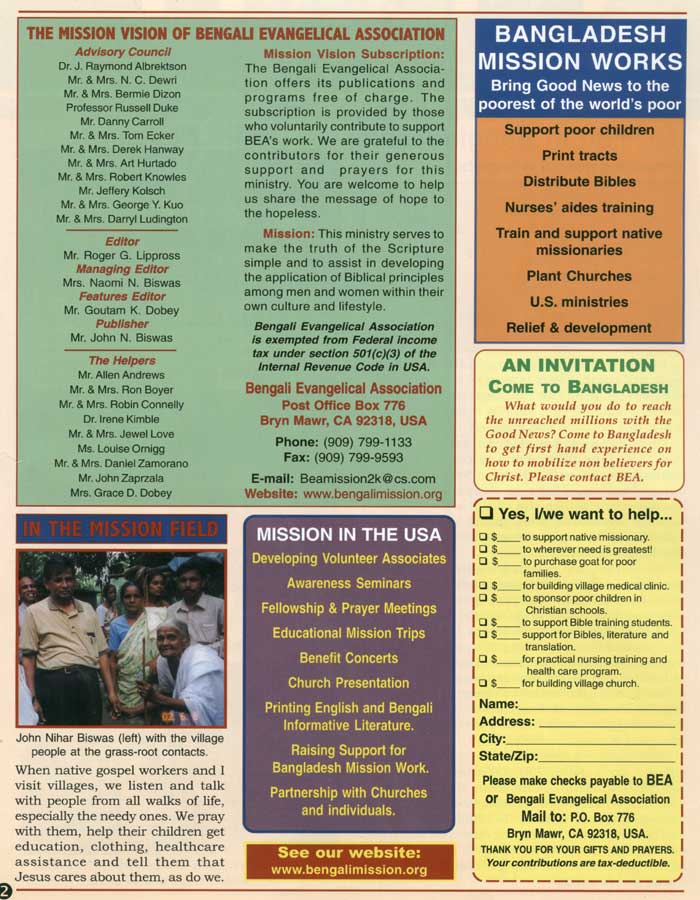 THE MISSION VISION OF BENGALI EVANGELICAL ASSOCIATION
Advisory Council
Dr. J. Raymond Albrektson
Mr. & Mrs. N. C. Dewri
Mr. & Mrs. Bermie Dizon
Professor Russell Duke
Mr. Danny Carroll
Mr. & Mrs. Tom Ecker
Mr. & Mrs. Derek Hanway
Mr. & Mrs. Art Hurtado
Mr. & Mrs. Robert Knowles
Mr. Jeffery Kolsch
Mr. & Mrs. George Y. Kuo
Mr. & Mrs. Darryl Ludington
Editor
Mr. Roger G. Lippross
Managing Editor
Mrs. Naomi N. Biswas
Features Editor
Mr. Goutam K. Dobey
Publisher
Mr. John N. Biswas
The Helpers
Mr. Allen Andrews
Mr. & Mrs. Ron Boyer
Mr. & Mrs. Robin Connelly
Dr. Irene Kimble
Mr. & Mrs. Jewel Love
Ms. Louise Ornigg
Mr. & Mrs. Daniel Zamorano
Mr. John Zaprzala
Mrs. Grace D. Dobey
Mission Vision Subscription:
The Bengali Evangelical Associa-
tion offers its publications and
programs free of charge. The
subscription is provided by those
who voluntarily contribute to support
BEA's work. We are grateful to the
contributors for their generous
support and prayers for this
ministry. You are welcome to help
us share the message of hope to
the hopeless.
Mission: This ministry serves to
make the truth of the Scripture
simple and to assist in developing
the application of Biblical principles
among men and women within their
own culture and lifestyle.
Bengali Evangelical Association
is exempted from Federal income
tax under section 501(c)(3) of the
Internal Revenue Code in USA.
Bengali Evangelical Association
Post Office Box 776
Bryn Mawr, CA 92318, USA
Phone: (909) 799-1133
Fax: (909) 799-9593
E-mail: Beamission2k@cs.com
Website: www.bengalimission.org
BANGLADESH
MISSION WORKS
Bring Good News to the
poorest of the world's poor
Support poor children
Print tracts
Distribute Bibles
Nurses' aides training
Train and support native
missionaries
Plant Churches
U.S. ministries
Relief & development
AN INVITATION
COME TO BANGLADESH
What would you do to reach
the unreached millions with the
Good News? Come to Bangladesh
to get first hand experience on
how to mobilize non believers for
Christ. Please contact BEA.
IN THE MISSION FIELD
John Nihar Biswas (left) with the village
people at the grass-root contacts.
When native gospel workers and I
visit villages, we listen and talk
with people from all walks of life,
especially the needy ones. We pray
with them, help their children get
education, clothing, healthcare
assistance and tell them that
Jesus cares about them, as do we.
2
MISSION IN THE USA
Developing Volunteer Associates
Awareness Seminars
Fellowship & Prayer Meetings
Educational Mission Trips
Benefit Concerts
Church Presentation
Printing English and Bengali
Informative Literature.
Raising Support for
Bangladesh Mission Work.
Partnership with Churches
and individuals.
See our website:
www.bengalimission.org
❑ Yes, I/we want to help...
❑ $____ to support native missionary.
❑ $____ to wherever need is greatest!
❑ $____ to purchase goat for poor
families.
❑ $____ for building village medical clinic.
❑ $____ to sponsor poor children in
Christian schools.
❑ $____ to support Bible training students.
❑ $____ support for Bibles, literature and
translation.
❑ $____ for practical nursing training and
health care program.
❑ $____ for building village church.
Name:
Address:
City:
State/Zip:
Please make checks payable to BEA
or Bengali Evangelical Association
Mail to: P.O. Box 776
Bryn Mawr, CA 92318, USA.
THANK YOU FOR YOUR GIFTS AND PRAYERS.
Your contributions are tax-deductible.